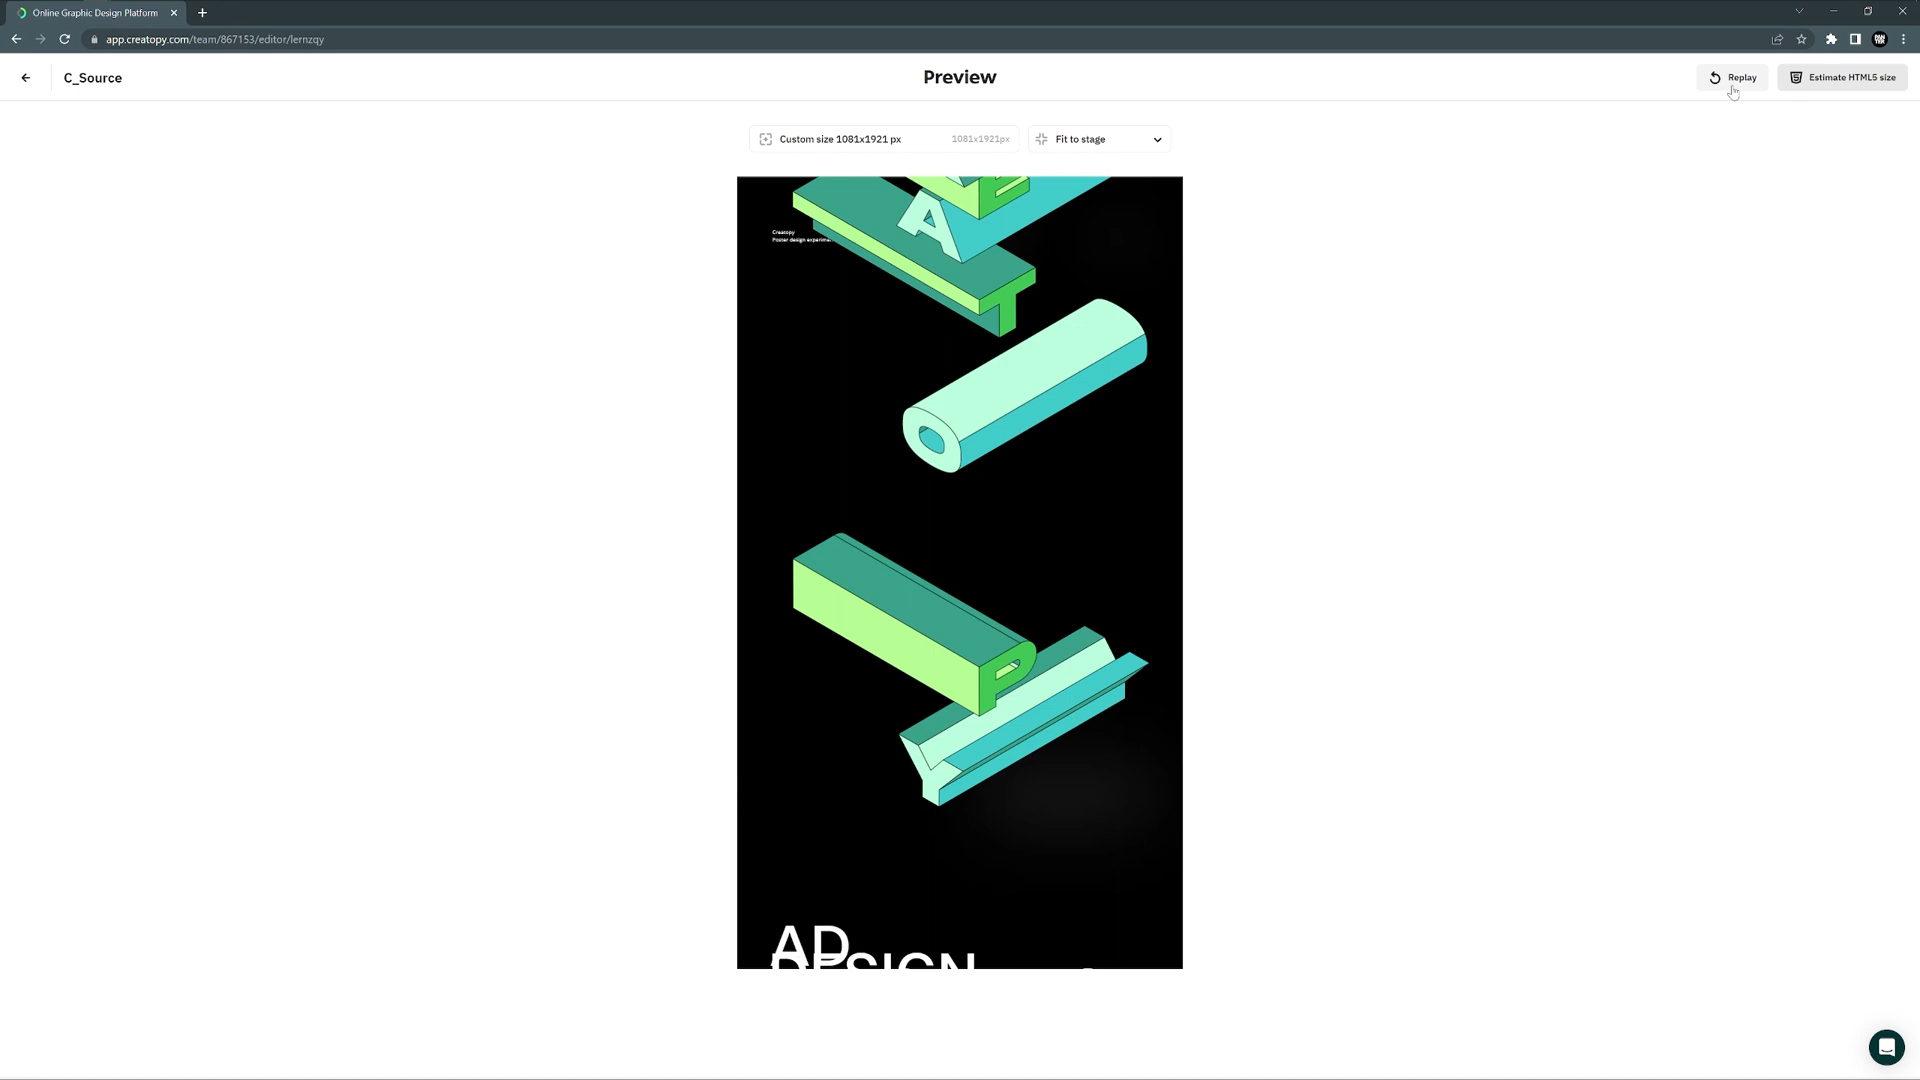 Online Graphic Design Platform
app.creatopy.com/team/867153/editor/lernzqy
C_Source
Preview
Replay
Estimate HTML5 size
Custom size 1081x1921 px 1081x1921px
Fit to stage
Creatopy
Poster design
E
A
T
O
P
Y
AD
DESIGN